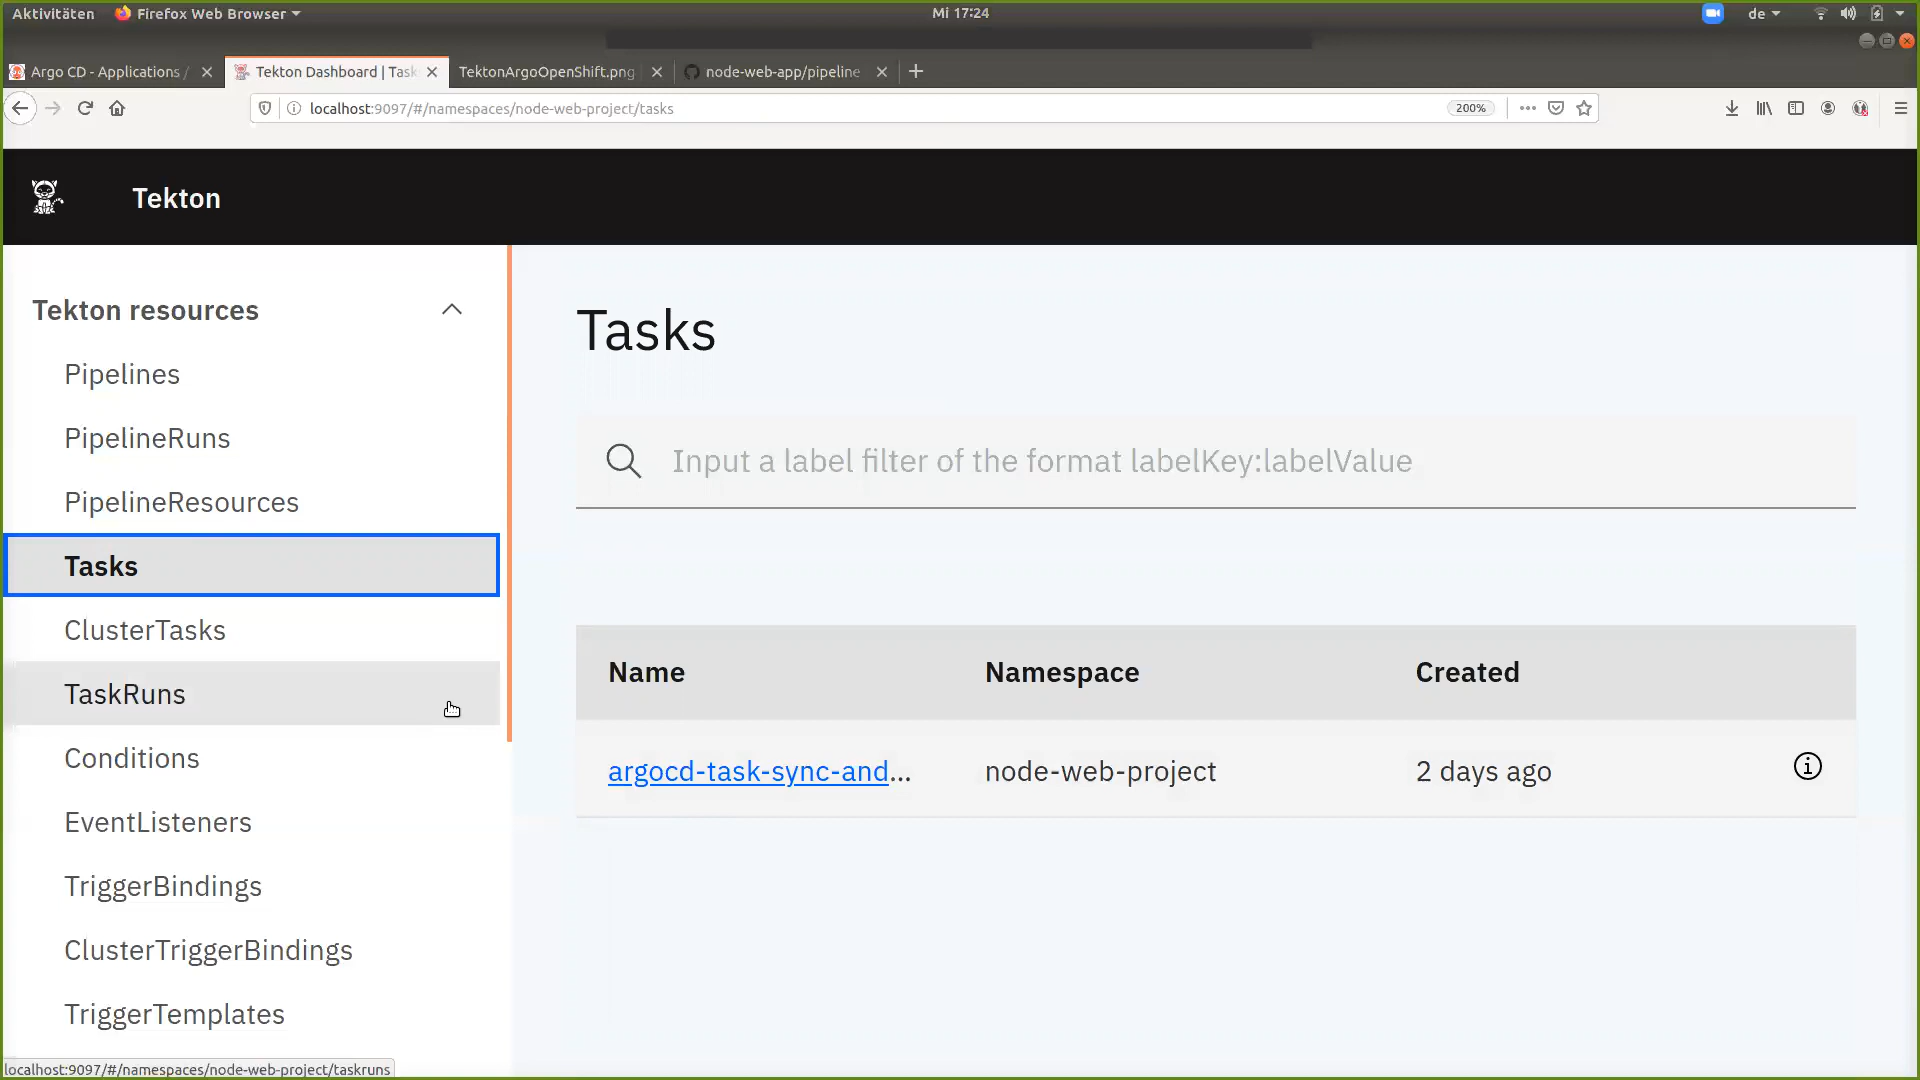 Aktivitäten
Firefox Web Browser
Mi 17:24
de
Argo CD - Applications /
Tekton Dashboard | Task
TektonArgoOpenShift.png
node-web-app/pipeline
localhost:9097/#/namespaces/node-web-project/tasks
200%
Tekton
Tekton resources
Pipelines
PipelineRuns
PipelineResources
Tasks
ClusterTasks
TaskRuns
Conditions
EventListeners
TriggerBindings
ClusterTriggerBindings
TriggerTemplates
localhost:9097/#/namespaces/node-web-project/taskruns
Tasks
Input a label filter of the format labelKey:labelValue
Name Namespace Created
argocd-task-sync-and... node-web-project 2 days ago